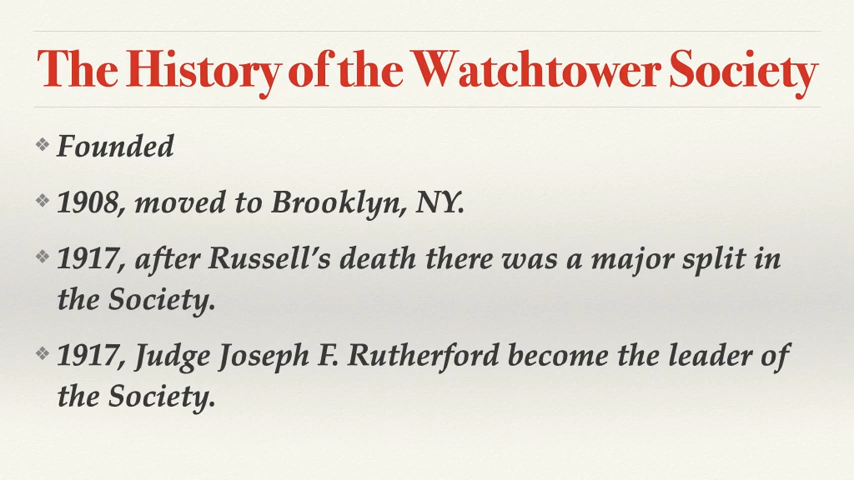 The History of the Watchtower Society
❖ Founded
❖ 1908, moved to Brooklyn, NY.
❖ 1917, after Russell’s death there was a major split in
the Society.
❖ 1917, Judge Joseph F. Rutherford become the leader of
the Society.